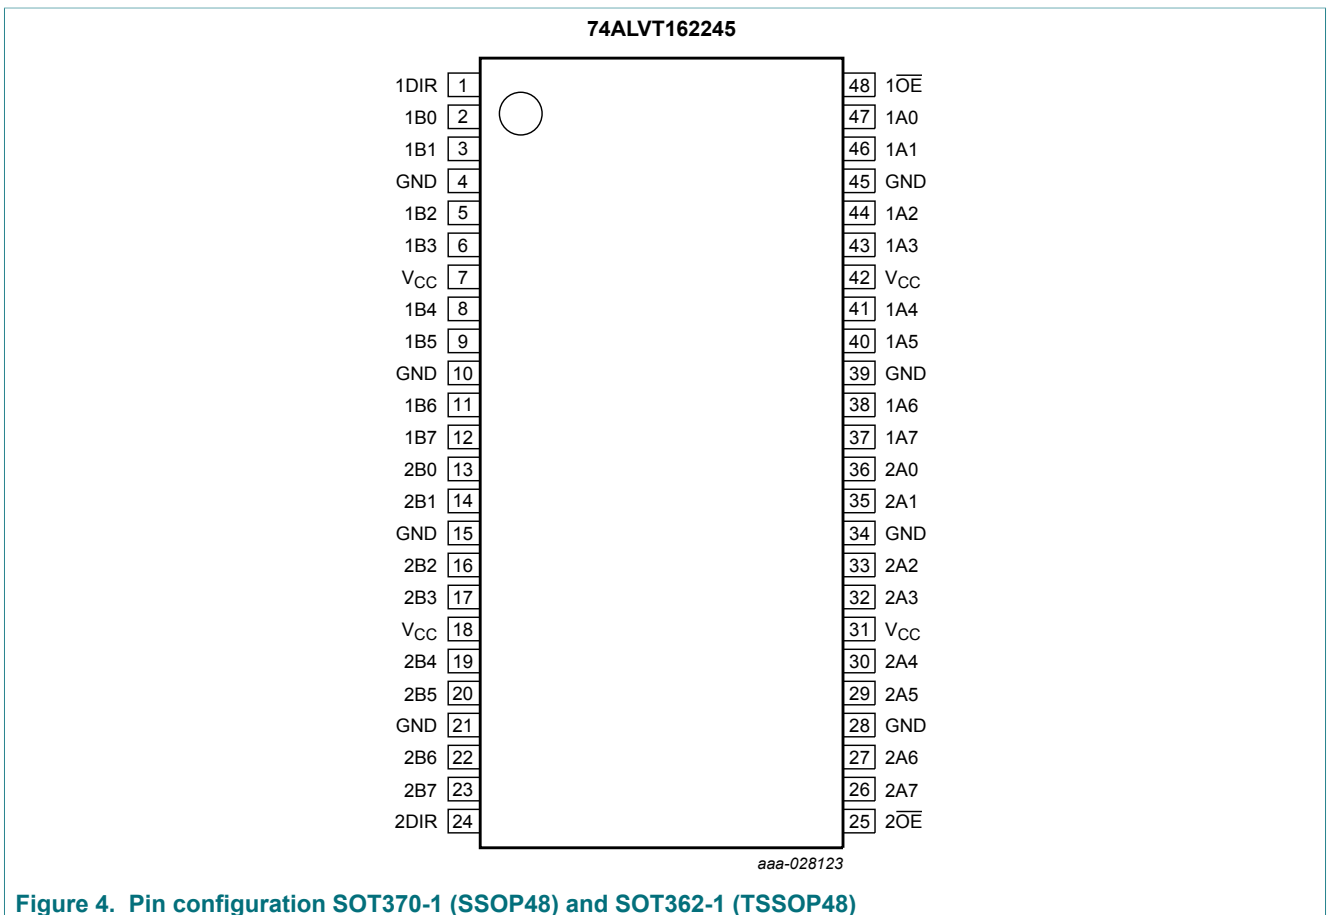 74ALVT162245
1DIR 1 48 1OE
1B0 2 47 1A0
1B1 3 46 1A1
GND 4 45 GND
1B2 5 44 1A2
1B3 6 43 1A3
VCC 7 42 VCC
1B4 8 41 1A4
1B5 9 40 1A5
GND 10 39 GND
1B6 11 38 1A6
1B7 12 37 1A7
2B0 13 36 2A0
2B1 14 35 2A1
GND 15 34 GND
2B2 16 33 2A2
2B3 17 32 2A3
VCC 18 31 VCC
2B4 19 30 2A4
2B5 20 29 2A5
GND 21 28 GND
2B6 22 27 2A6
2B7 23 26 2A7
2DIR 24 25 2OE
aaa-028123
Figure 4. Pin configuration SOT370-1 (SSOP48) and SOT362-1 (TSSOP48)